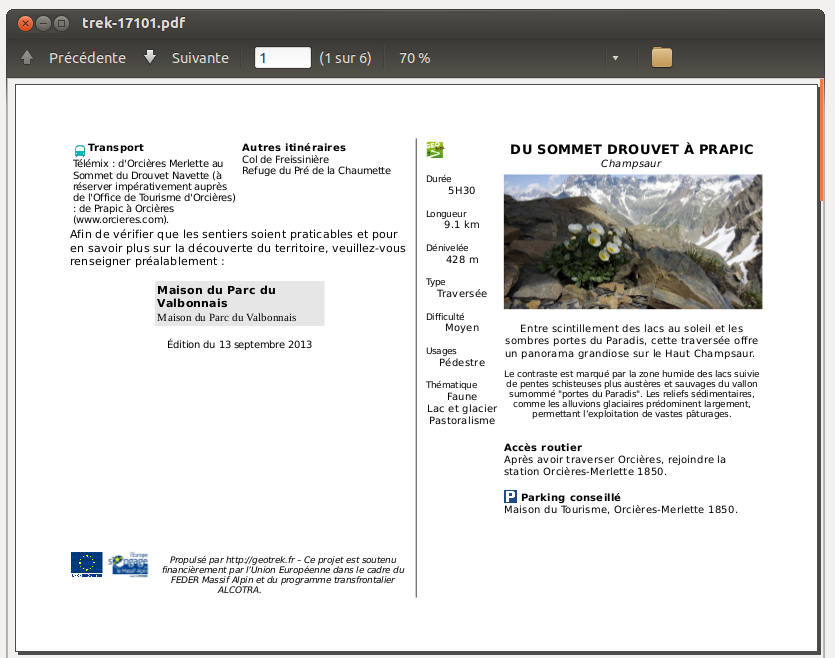 trek-17101.pdf
Précédente
Suivante
1
(1 sur 6)
70 %
Transport
Télémix : d'Orcières Merlette au
Sommet du Drouvet Navette (à
réserver impérativement auprès
de l'Office de Tourisme d'Orcières)
: de Prapic à Orcières
(www.orcieres.com).
Autres itinéraires
Col de Freissinière
Refuge du Pré de la Chaumette
Afin de vérifier que les sentiers soient praticables et pour
en savoir plus sur la découverte du territoire, veuillez-vous
renseigner préalablement :
Maison du Parc du
Valbonnais
Maison du Parc du Valbonnais
Édition du 13 septembre 2013
Propulsé par http://geotrek.fr – Ce projet est soutenu
financièrement par l'Union Européenne dans le cadre du
FEDER Massif Alpin et du programme transfrontalier
ALCOTRA.
DU SOMMET DROUVET À PRAPIC
Champsaur
Durée
5H30
Longueur
9.1 km
Dénivelée
428 m
Type
Traversée
Difficulté
Moyen
Usages
Pédestre
Thématique
Faune
Lac et glacier
Pastoralisme
Entre scintillement des lacs au soleil et les
sombres portes du Paradis, cette traversée offre
un panorama grandiose sur le Haut Champsaur.
Le contraste est marqué par la zone humide des lacs suivie
de pentes schisteuses plus austères et sauvages du vallon
surnommé "portes du Paradis". Les reliefs sédimentaires,
comme les alluvions glaciaires prédominent largement,
permettant l'exploitation de vastes pâturages.
Accès routier
Après avoir traverser Orcières, rejoindre la
station Orcières-Merlette 1850.
P Parking conseillé
Maison du Tourisme, Orcières-Merlette 1850.